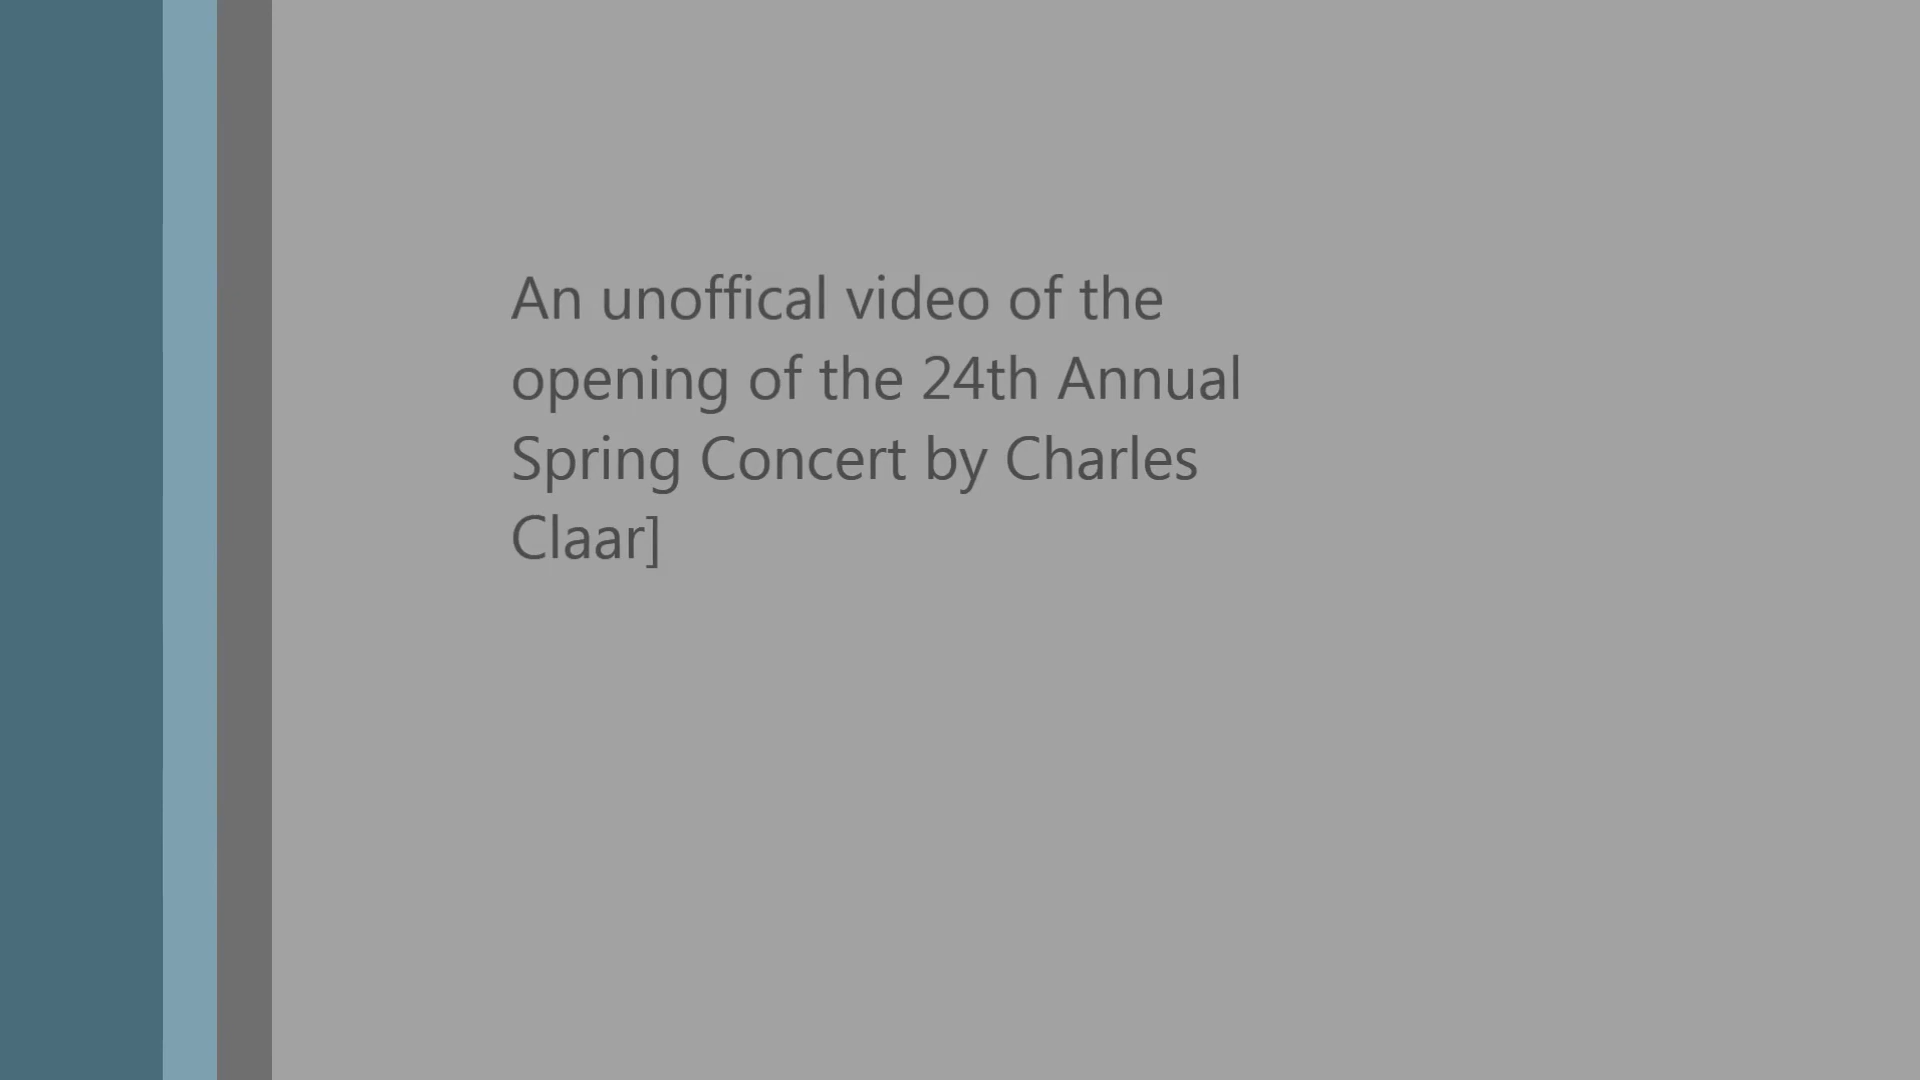 An unoffical video of the
opening of the 24th Annual
Spring Concert by Charles
Claar]